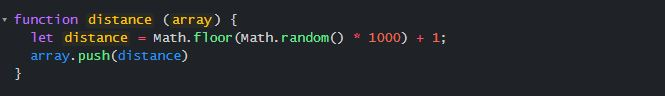 function distance (array) {
let distance = Math.floor(Math.random() * 1000) + 1;
array.push(distance)
}